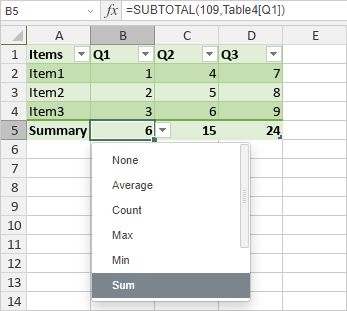 B5 fx =SUBTOTAL(109,Table4[Q1])
A B C D E
1 Items Q1 Q2 Q3
2 Item1 1 4 7
3 Item2 2 5 8
4 Item3 3 6 9
5 Summary 6 15 24
6
7 None
8 Average
9 Count
10 Max
11
12 Min
13 Sum
14